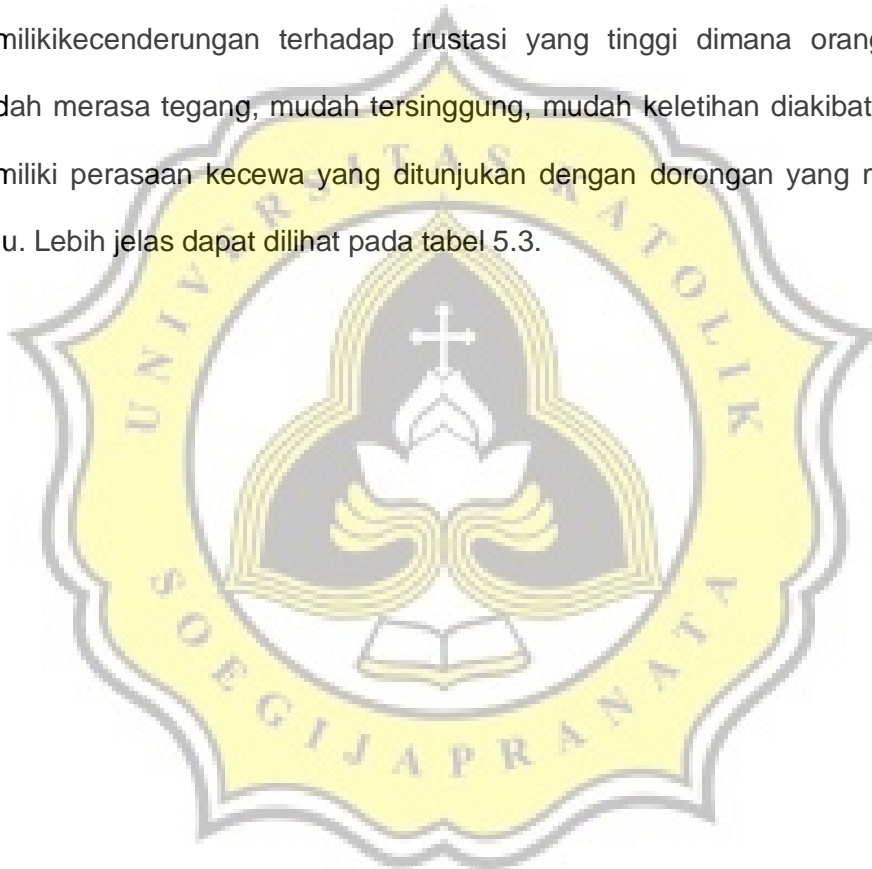 milikikecenderungan terhadap frustasi yang tinggi dimana orang
dah merasa tegang, mudah tersinggung, mudah keletihan diakibat
miliki perasaan kecewa yang ditunjukan dengan dorongan yang
u. Lebih jelas dapat dilihat pada tabel 5.3.
UNIVERSITAS KATOLIK
SOEGIJAPRANATA